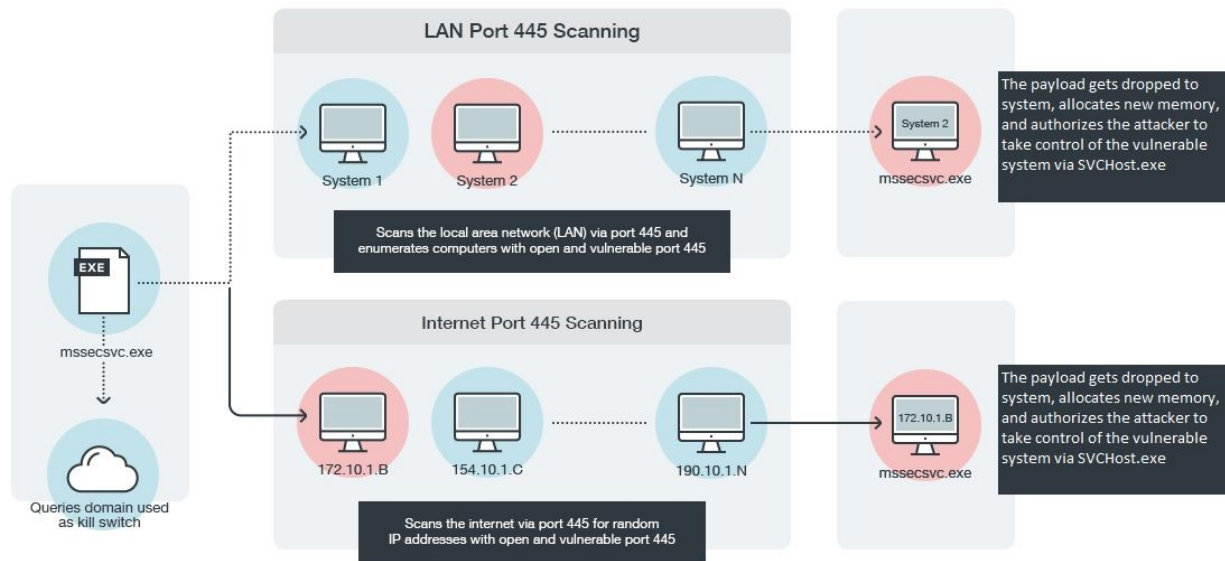 LAN Port 445 Scanning
System 1
System 2
System N
Scans the local area network (LAN) via port 445 and
enumerates computers with open and vulnerable port 445
System 2
mssecsvc.exe
The payload gets dropped to
system, allocates new memory,
and authorizes the attacker to
take control of the vulnerable
system via SVCHost.exe
EXE
mssecsvc.exe
Queries domain used
as kill switch
Internet Port 445 Scanning
172.10.1.B
154.10.1.C
190.10.1.N
Scans the internet via port 445 for random
IP addresses with open and vulnerable port 445
172.10.1.B
mssecsvc.exe
The payload gets dropped to
system, allocates new memory,
and authorizes the attacker to
take control of the vulnerable
system via SVCHost.exe